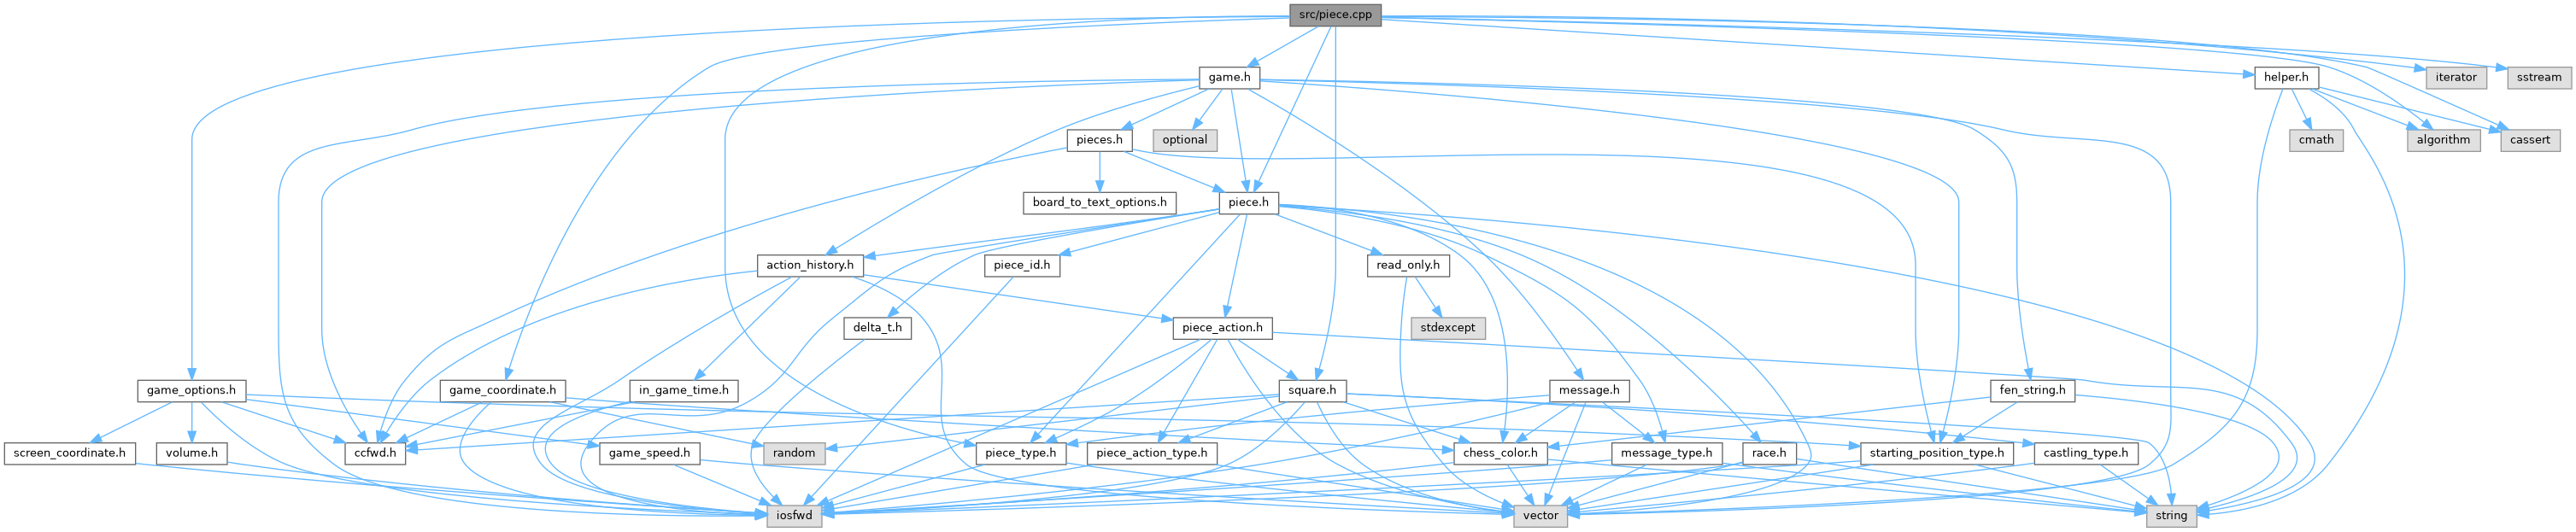 src/piece.cpp
game.h
helper.h
iterator
sstream
pieces.h
optional
cmath
algorithm
cassert
board_to_text_options.h
piece.h
action_history.h
piece_id.h
read_only.h
delta_t.h
piece_action.h
stdexcept
game_options.h
game_coordinate.h
in_game_time.h
square.h
message.h
fen_string.h
screen_coordinate.h
volume.h
ccfwd.h
game_speed.h
random
piece_type.h
piece_action_type.h
chess_color.h
message_type.h
race.h
starting_position_type.h
castling_type.h
iosfwd
vector
string